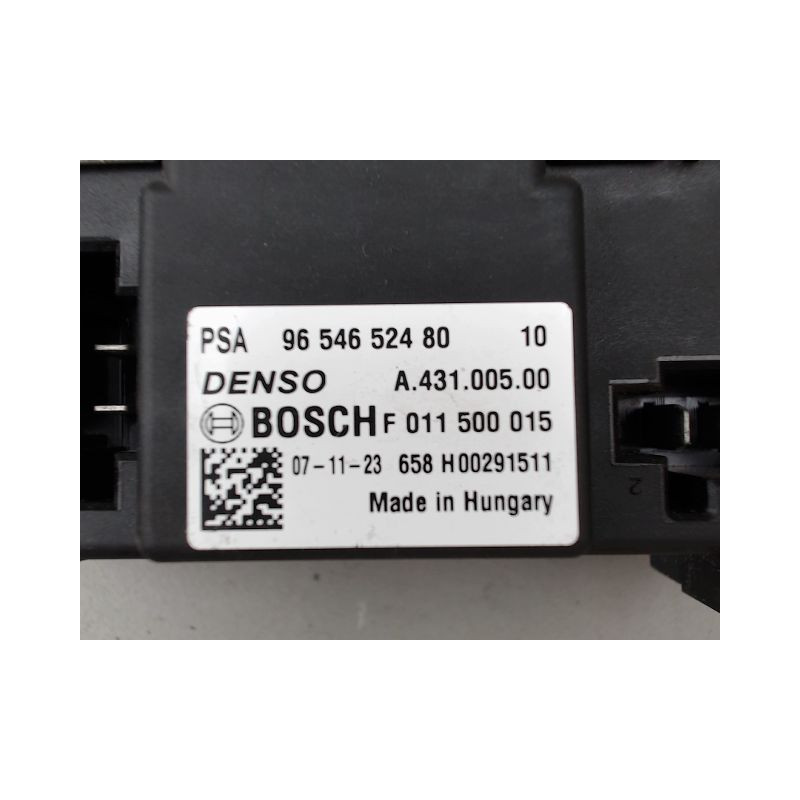 PSA 96 546 524 80 10
DENSO A.431.005.00
BOSCH F 011 500 015
07-11-23 658 H00291511
Made in Hungary
2